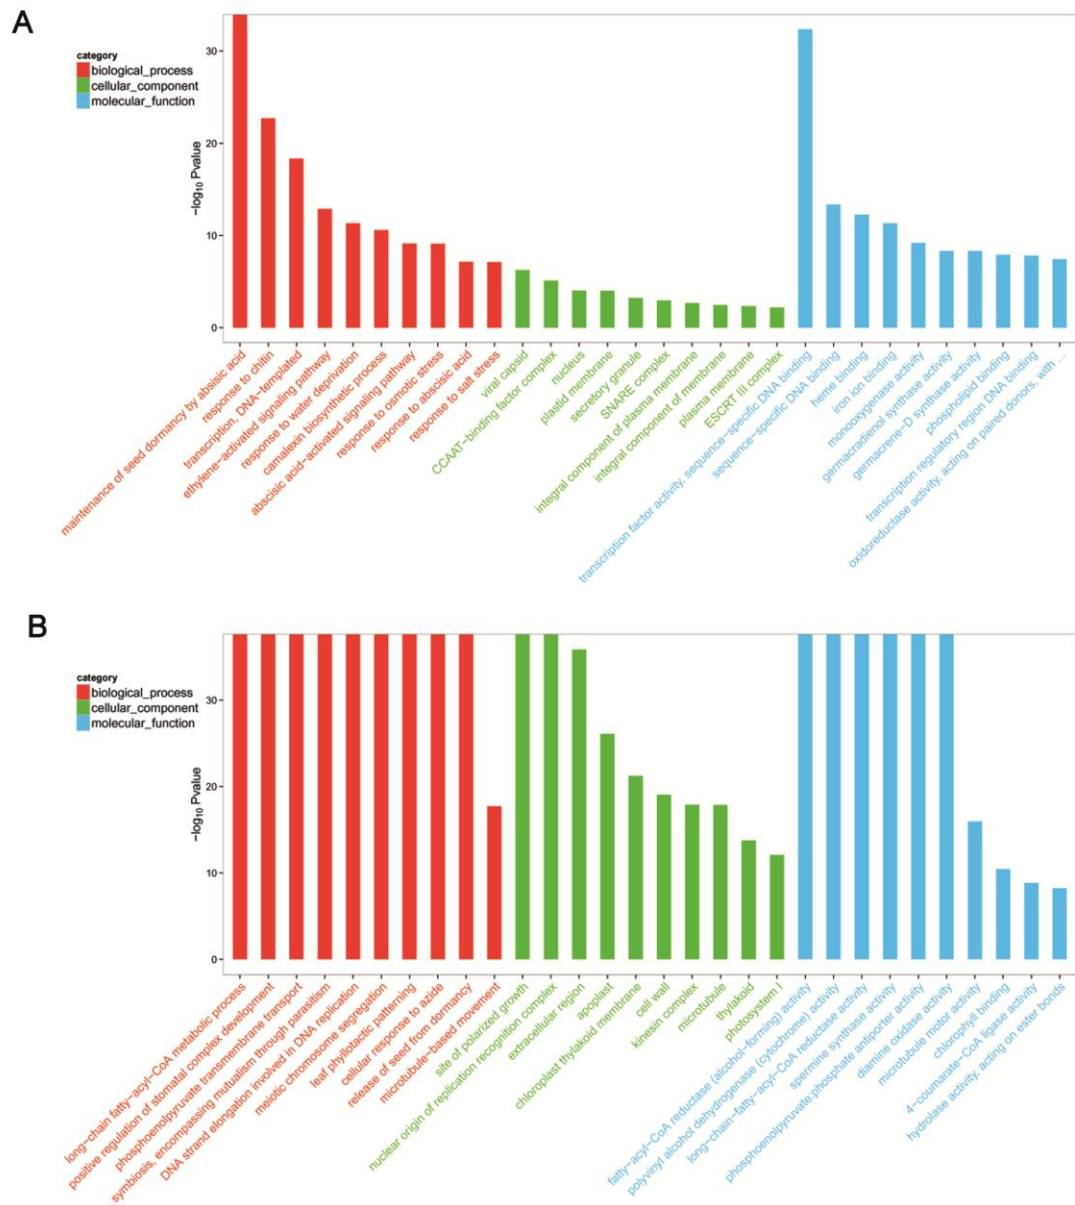 A
category
biological_process
cellular_component
molecular_function
−log10 Pvalue
30
20
10
0
maintenance of seed dormancy by absisic acid
response to chitin
transcription, DNA−templated
ethylene−activated signaling pathway
response to water deprivation
camalexin biosynthetic process
abscisic acid−activated signaling pathway
response to osmotic stress
response to abscisic acid
response to salt stress
viral capsid
CCAAT−binding factor complex
nucleus
plastid membrane
secretory granule
SNARE complex
integral component of plasma membrane
integral component of membrane
plasma membrane
ESCRT III complex
transcription factor activity, sequence−specific DNA binding
sequence−specific DNA binding
heme binding
iron ion binding
monooxygenase activity
germacradienol synthase activity
germacrene−D synthase activity
phospholipid binding
transcription regulatory region DNA binding
oxidoreductase activity, acting on paired donors, with ...
B
category
biological_process
cellular_component
molecular_function
−log10 Pvalue
30
20
10
0
long−chain fatty−acyl−CoA metabolic process
positive regulation of stomatal complex development
phosphoenolpyruvate transmembrane transport
symbiosis, encompassing mutualism through parasitism
DNA strand elongation involved in DNA replication
meiotic chromosome segregation
leaf phyllotactic patterning
cellular response to azide
release of seed from dormancy
microtubule−based movement
site of polarized growth
nuclear origin of replication recognition complex
extracellular region
apoplast
chloroplast thylakoid membrane
cell wall
kinesin complex
microtubule
thylakoid
photosystem I
fatty−acyl−CoA reductase (alcohol−forming) activity
polyvinyl alcohol dehydrogenase (cytochrome) activity
long−chain−fatty−acyl−CoA reductase activity
spermine synthase activity
phosphoenolpyruvate:phosphate antiporter activity
diamine oxidase activity
microtubule motor activity
chlorophyll binding
4−coumarate−CoA ligase activity
hydrolase activity, acting on ester bonds